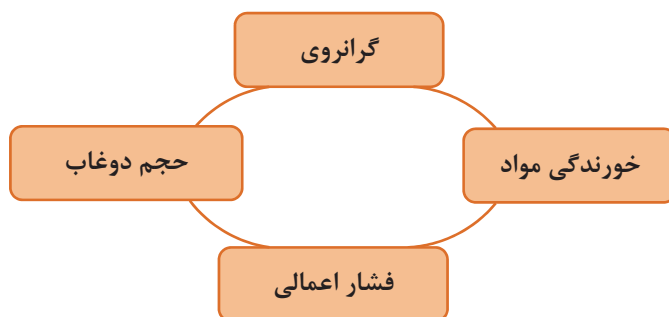 گرانروی
خورندگی مواد
حجم دوغاب
فشار اعمالی